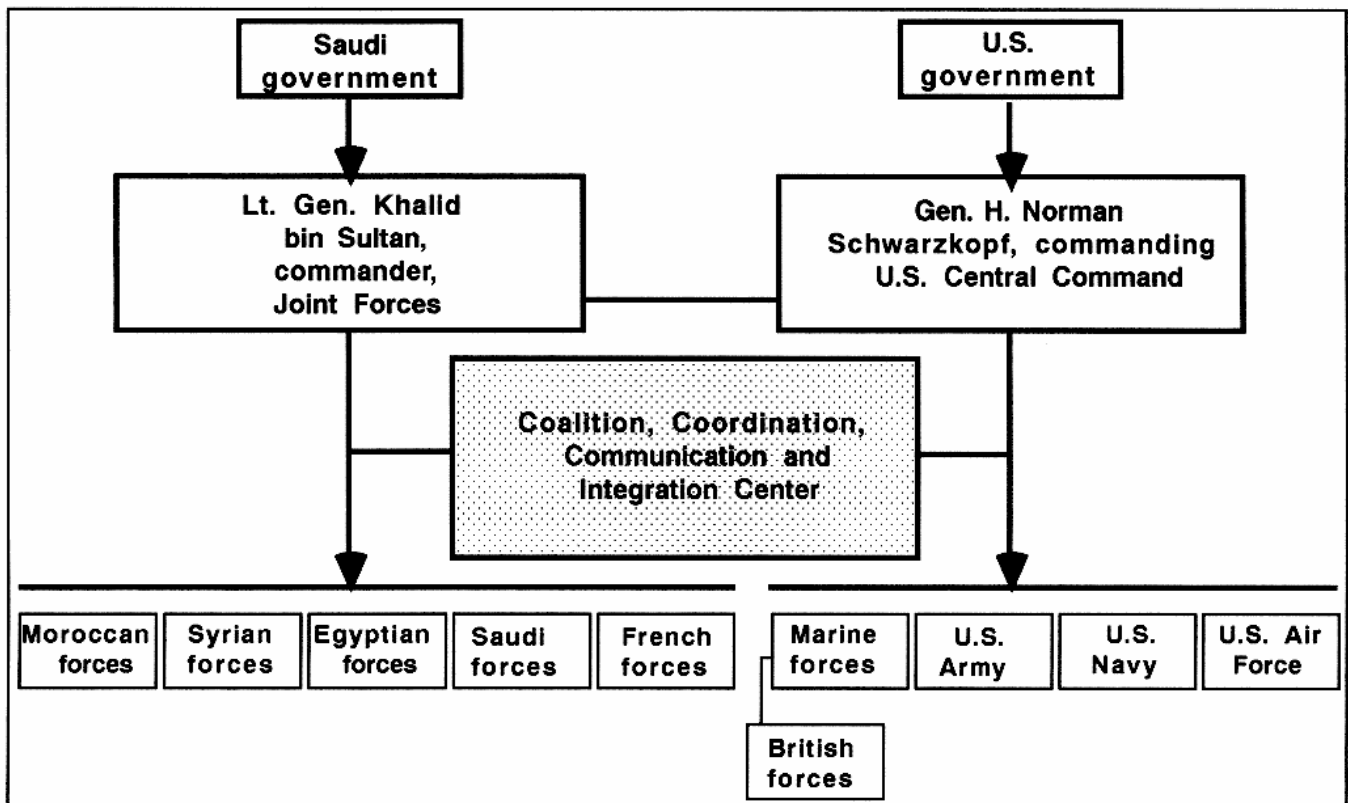 Saudi
government
U.S.
government
Lt. Gen. Khalid
bin Sultan,
commander,
Joint Forces
Gen. H. Norman
Schwarzkopf, commanding
U.S. Central Command
Coalition, Coordination,
Communication and
Integration Center
Moroccan
forces
Syrian
forces
Egyptian
forces
Saudi
forces
French
forces
Marine
forces
U.S.
Army
U.S.
Navy
U.S. Air
Force
British
forces